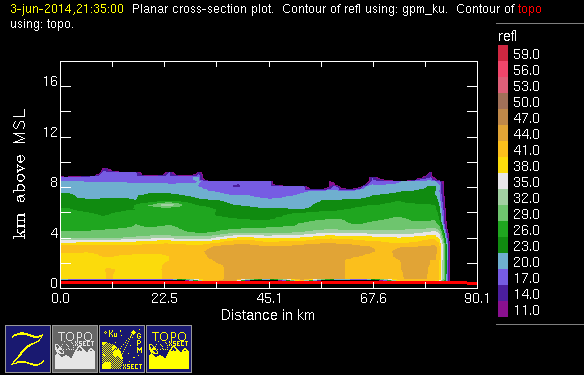 3-jun-2014,21:35:00 Planar cross-section plot. Contour of refl using: gpm_ku. Contour of topo
using: topo.
refl
59.0
56.0
53.0
50.0
47.0
44.0
41.0
38.0
35.0
32.0
29.0
26.0
23.0
20.0
17.0
14.0
11.0
km above MSL
16
12
8
4
0
0.0 22.5 45.1 67.6 90.1
Distance in km
Z
TOPO
XSECT
"Ku"
GPM
XSECT
TOPO
XSECT